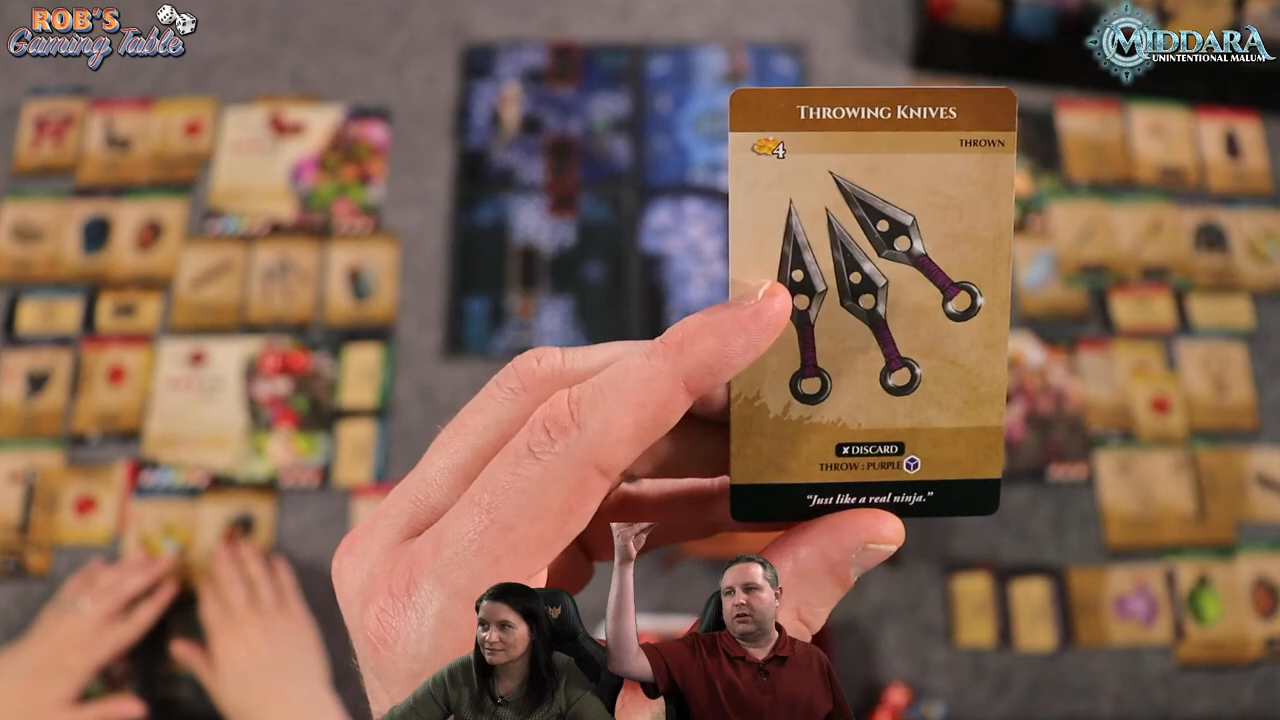 ROB'S
Gaming Table
MIDDARA
UNINTENTIONAL MALUM
THROWING KNIVES
4
THROWN
✘ DISCARD
THROW : PURPLE
"Just like a real ninja."